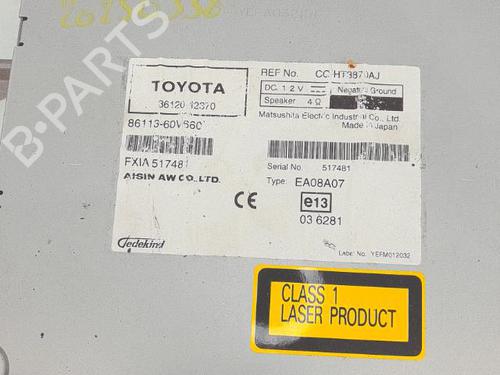 B-PARTS
TOYOTA
86113-60V660
FXIA 517481
AISIN AW CO., LTD.
Jedekind
REF No. CQ-HT3870AJ
DC 12V Negative Ground
Speaker 4Ω
Matsushita Electric Industrial Co., Ltd
Made in Japan
Serial No. 517481
Type: EA08A07
CE
e13
03 6281
Label No. YEFM012032
CLASS 1
LASER PRODUCT